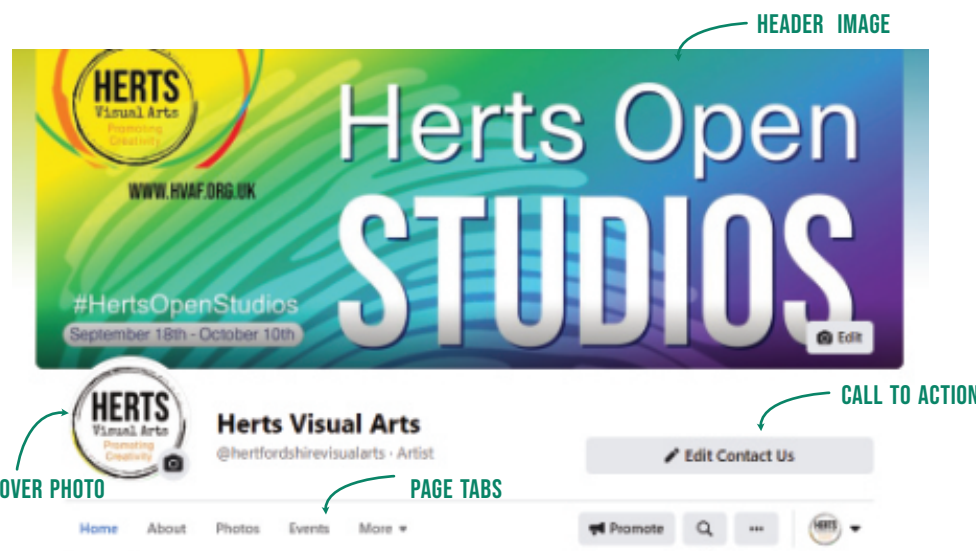 HEADER IMAGE
HERTS
Visual Arts
Promoting
Creativity
WWW.HVAF.ORG.UK
Herts Open
STUDIOS
#HertsOpenStudios
September 18th - October 10th
Edit
CALL TO ACTION
HERTS
Visual Arts
Promoting
Creativity
Herts Visual Arts
@hertfordshirevisualarts · Artist
Edit Contact Us
OVER PHOTO
PAGE TABS
Home About Photos Events More
Promote
HERTS